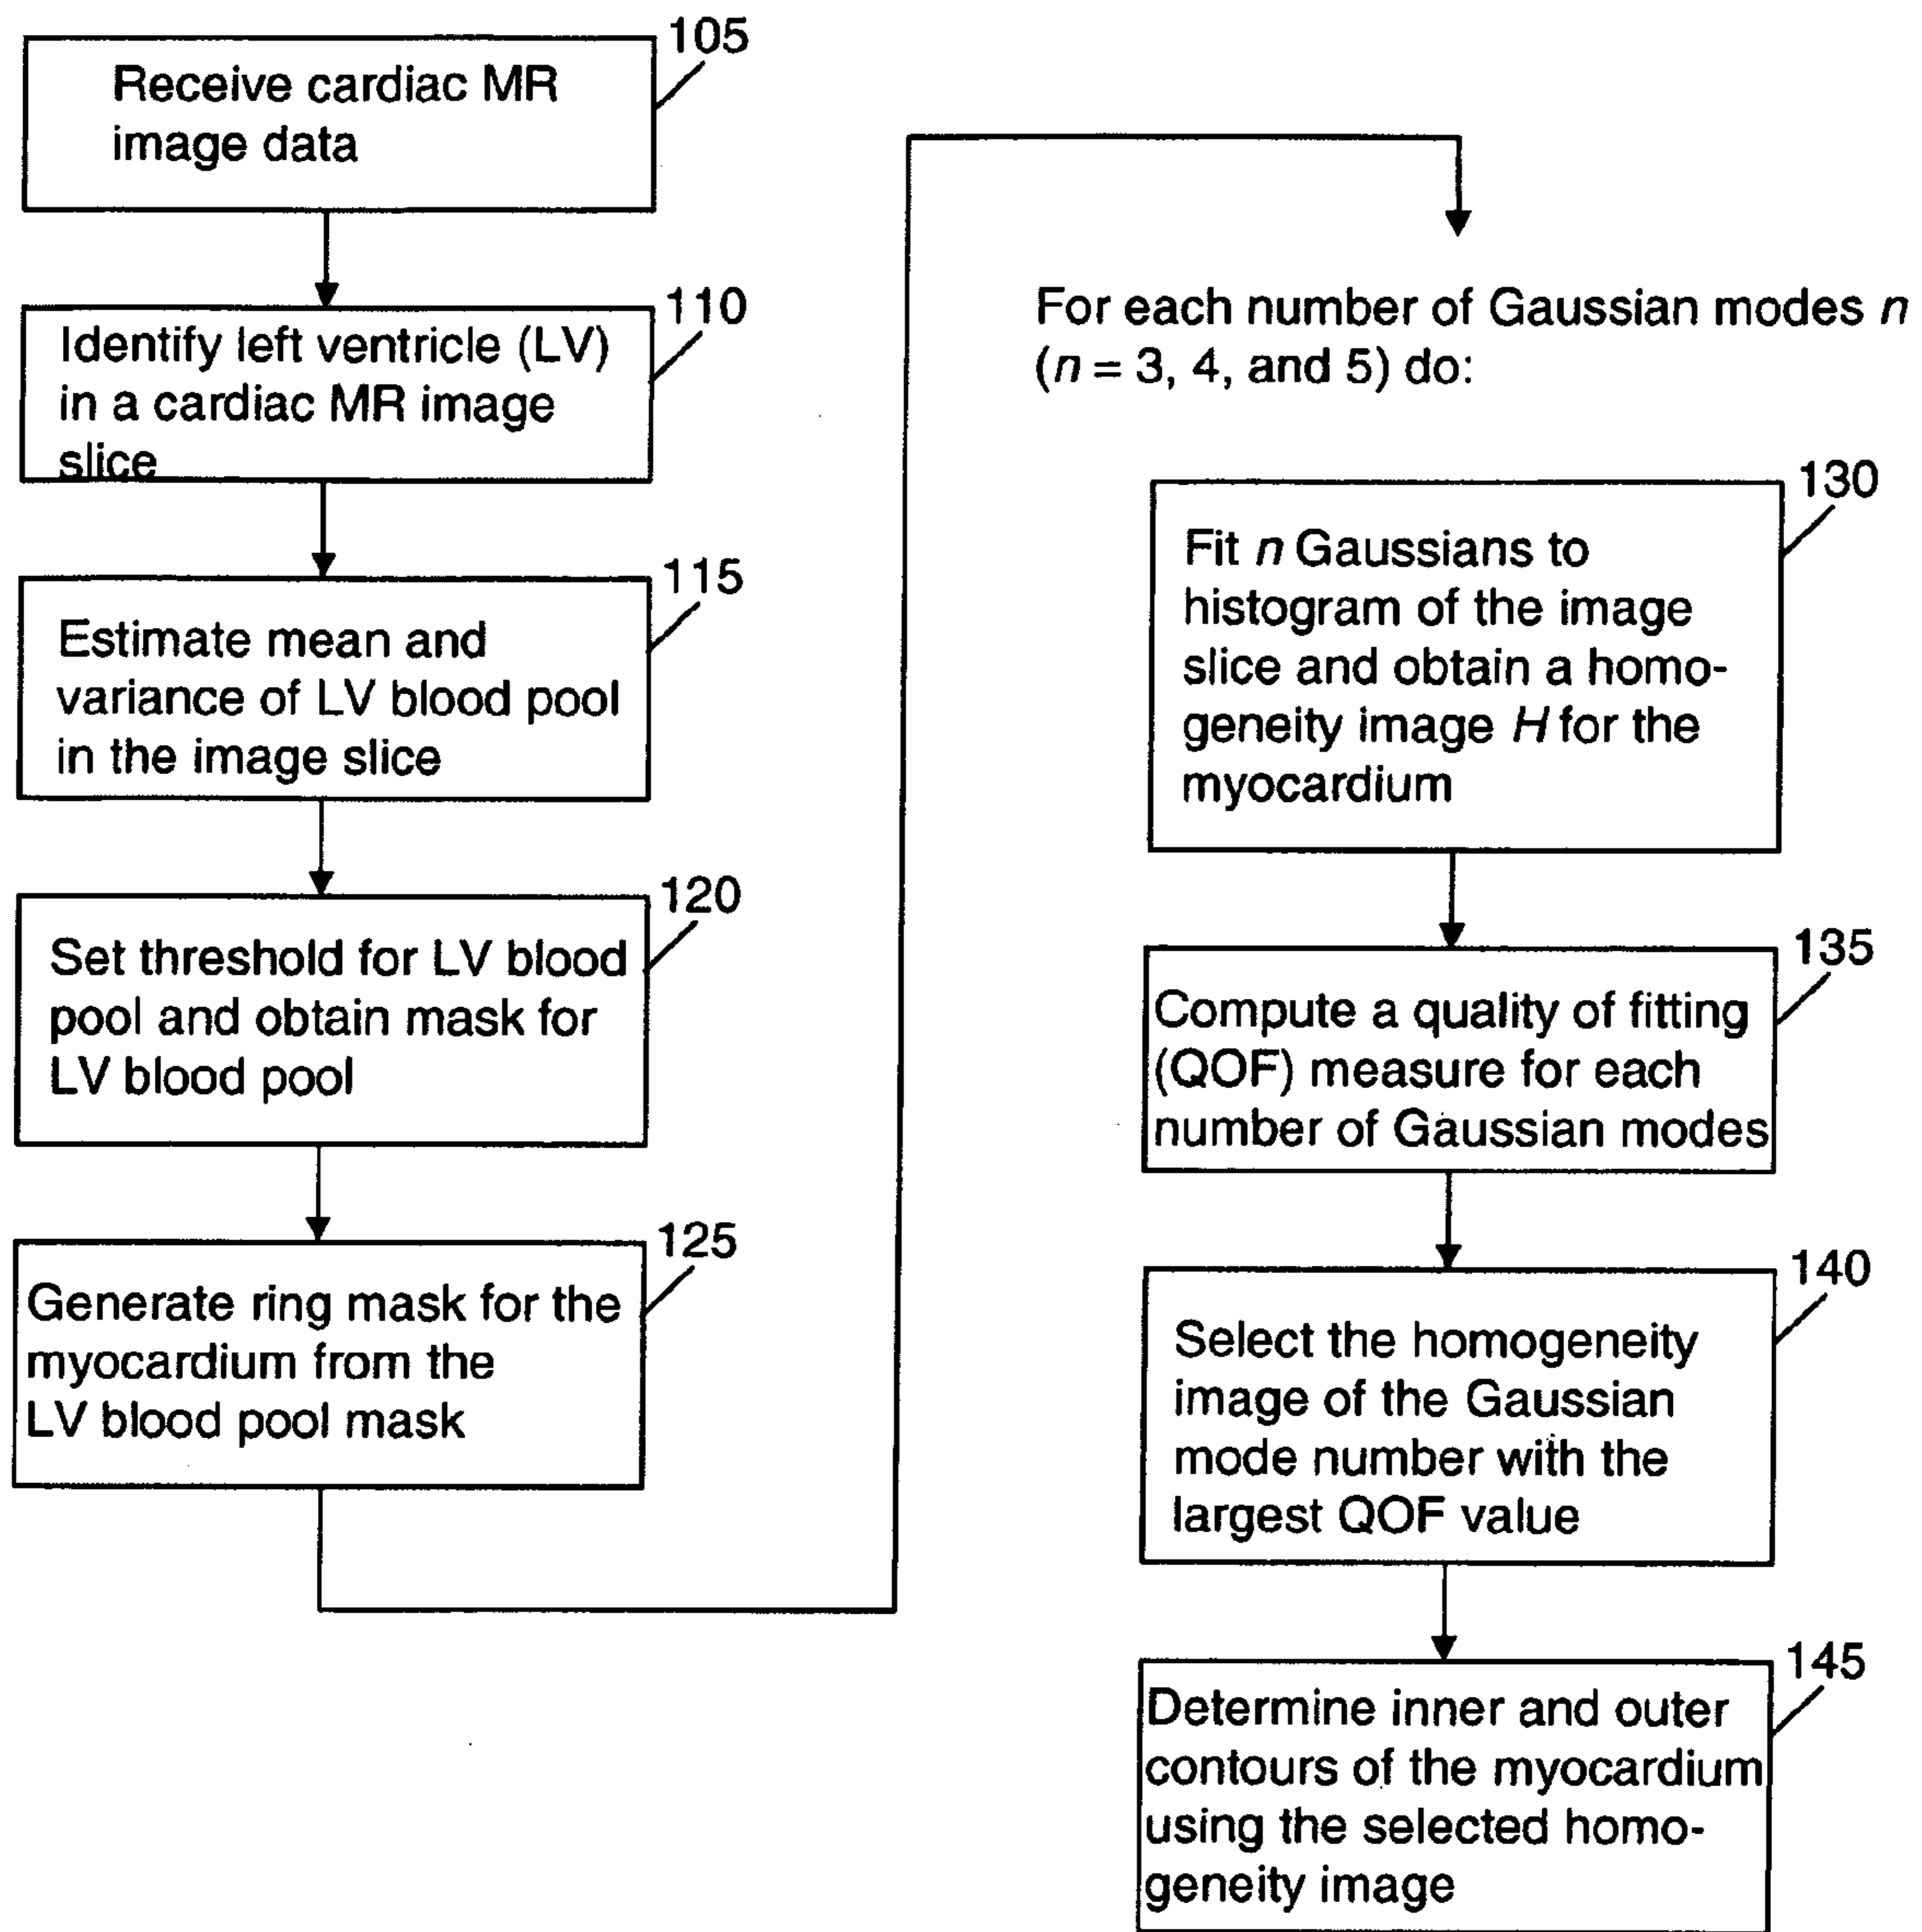 105
Receive cardiac MR
image data
110
Identify left ventricle (LV)
in a cardiac MR image
slice
115
Estimate mean and
variance of LV blood pool
in the image slice
120
Set threshold for LV blood
pool and obtain mask for
LV blood pool
125
Generate ring mask for the
myocardium from the
LV blood pool mask
For each number of Gaussian modes n
(n = 3, 4, and 5) do:
130
Fit n Gaussians to
histogram of the image
slice and obtain a homo-
geneity image H for the
myocardium
135
Compute a quality of fitting
(QOF) measure for each
number of Gaussian modes
140
Select the homogeneity
image of the Gaussian
mode number with the
largest QOF value
145
Determine inner and outer
contours of the myocardium
using the selected homo-
geneity image